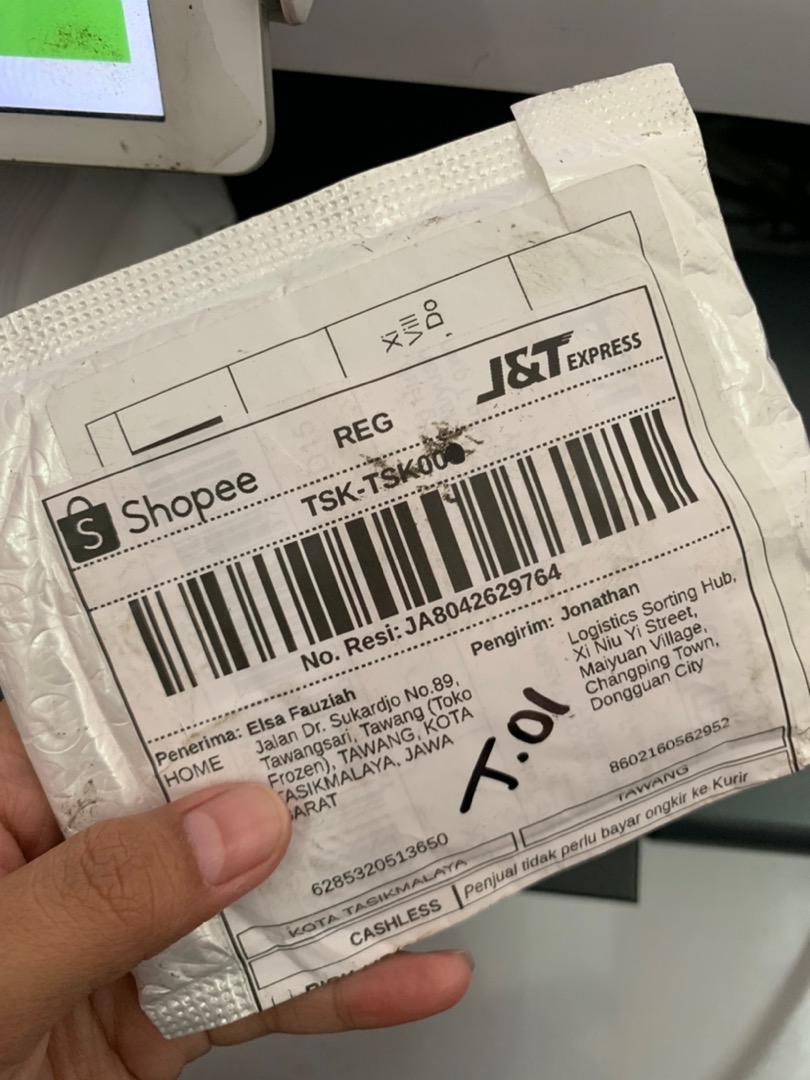 Xi
Vill
, Do
J&T EXPRESS
REG
Shopee
TSK-TSK00
No. Resi: JA8042629764
Penerima: Elsa Fauziah
HOME
Jalan Dr. Sukardjo No.89,
Tawangsari, Tawang (Toko
Frozen), TAWANG, KOTA
TASIKMALAYA, JAWA
BARAT
6285320513650
Pengirim: Jonathan
Logistics Sorting Hub,
Xi Niu Yi Street,
Maiyuan Village,
Changping Town,
Dongguan City
8602160562952
T.01
KOTA TASIKMALAYA
TAWANG
CASHLESS
Penjual tidak perlu bayar ongkir ke Kurir